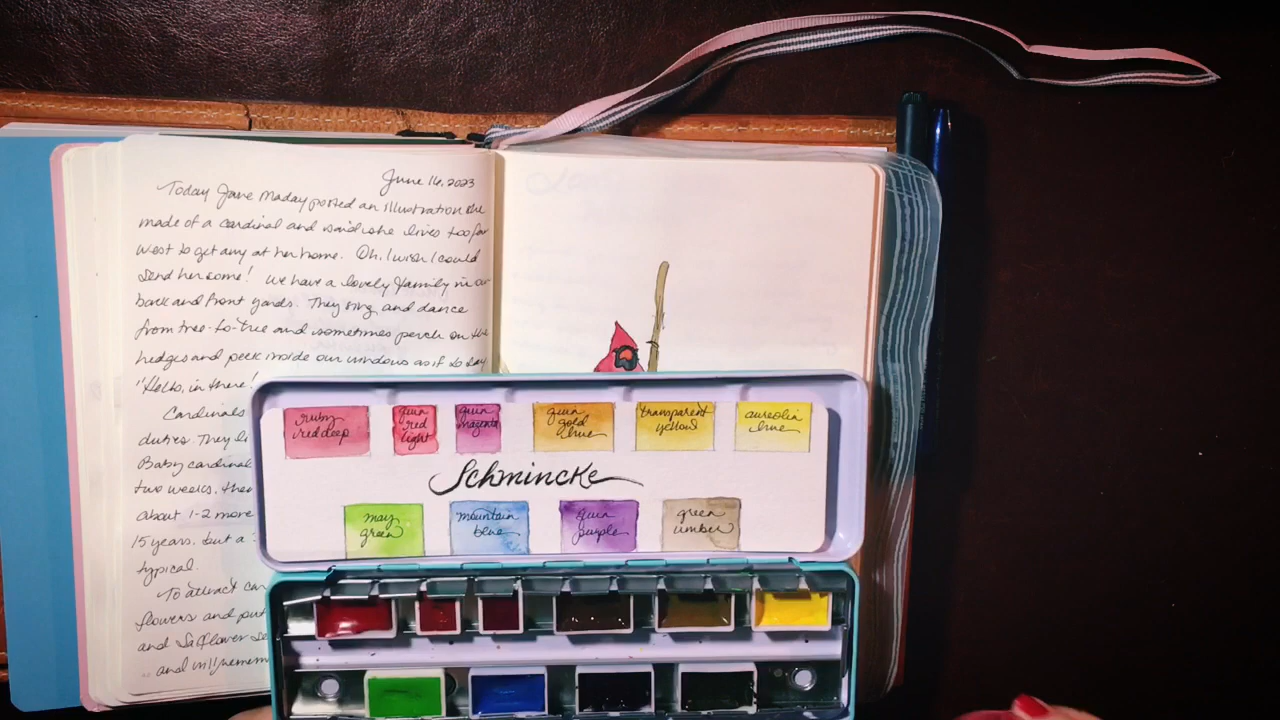 June 16, 2023
Today Jane Maday posted an illustration she
made of a cardinal and said she lives too far
west to get any at her home. Oh, I wish I could
send her some! We have a lovely family in our
back and front yards. They sing and dance
from tree-to-tree and sometimes perch on the
hedges and peek inside our windows as if to say
"Hello, in there!
Cardinals
duties. They
Baby cardinal
two weeks, then
about 1-2 more
15 years, but a
typical.
To attract car
flowers and put
and Safflower se
and
ruby red deep
quin red light
quin magenta
quin gold hue
transparent yellow
aureolin hue
Schmincke
may green
mountain blue
quin purple
green umber